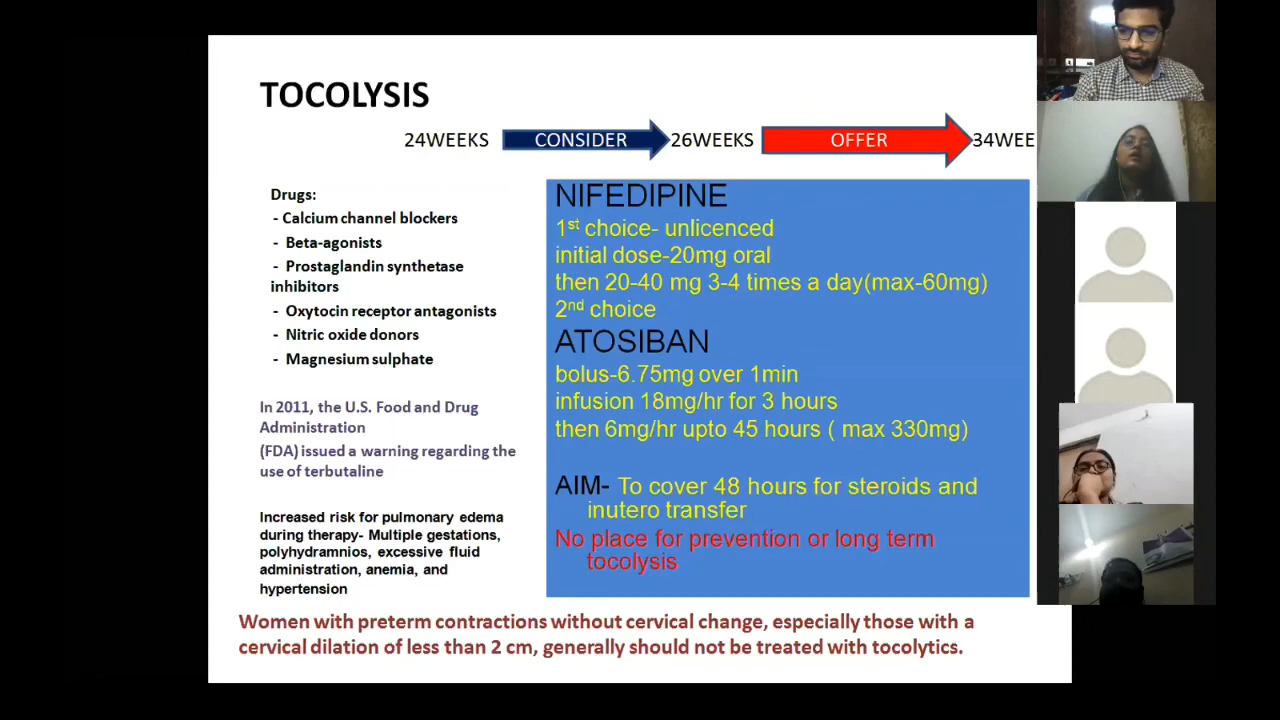 TOCOLYSIS
24WEEKS CONSIDER 26WEEKS OFFER 34WEE
Drugs:
- Calcium channel blockers
- Beta-agonists
- Prostaglandin synthetase
inhibitors
- Oxytocin receptor antagonists
- Nitric oxide donors
- Magnesium sulphate
In 2011, the U.S. Food and Drug
Administration
(FDA) issued a warning regarding the
use of terbutaline
Increased risk for pulmonary edema
during therapy- Multiple gestations,
polyhydramnios, excessive fluid
administration, anemia, and
hypertension
NIFEDIPINE
1st choice- unlicenced
initial dose-20mg oral
then 20-40 mg 3-4 times a day(max-60mg)
2nd choice
ATOSIBAN
bolus-6.75mg over 1min
infusion 18mg/hr for 3 hours
then 6mg/hr upto 45 hours ( max 330mg)
AIM- To cover 48 hours for steroids and
inutero transfer
No place for prevention or long term
tocolysis
Women with preterm contractions without cervical change, especially those with a
cervical dilation of less than 2 cm, generally should not be treated with tocolytics.